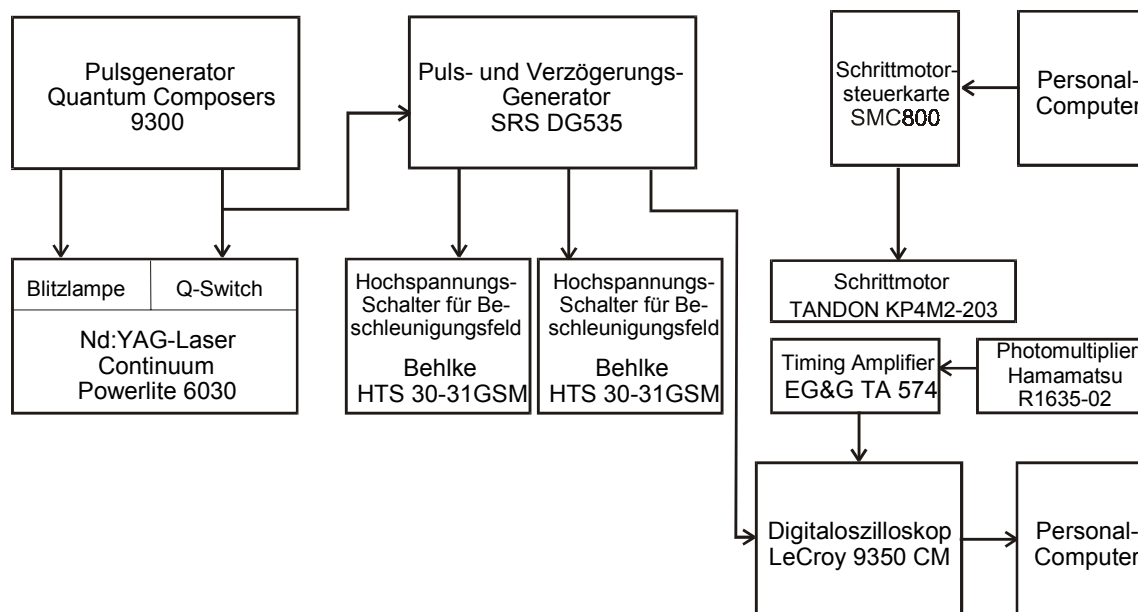 Pulsgenerator
Quantum Composers
9300
Puls- und Verzögerungs-
Generator
SRS DG535
Schrittmotor-
steuerkarte
SMC800
Personal-
Computer
Blitzlampe
Q-Switch
Nd:YAG-Laser
Continuum
Powerlite 6030
Hochspannungs-
Schalter für Be-
schleunigungsfeld
Behlke
HTS 30-31GSM
Hochspannungs-
Schalter für Be-
schleunigungsfeld
Behlke
HTS 30-31GSM
Schrittmotor
TANDON KP4M2-203
Timing Amplifier
EG&G TA 574
Photomultiplier
Hamamatsu
R1635-02
Digitaloszilloskop
LeCroy 9350 CM
Personal-
Computer